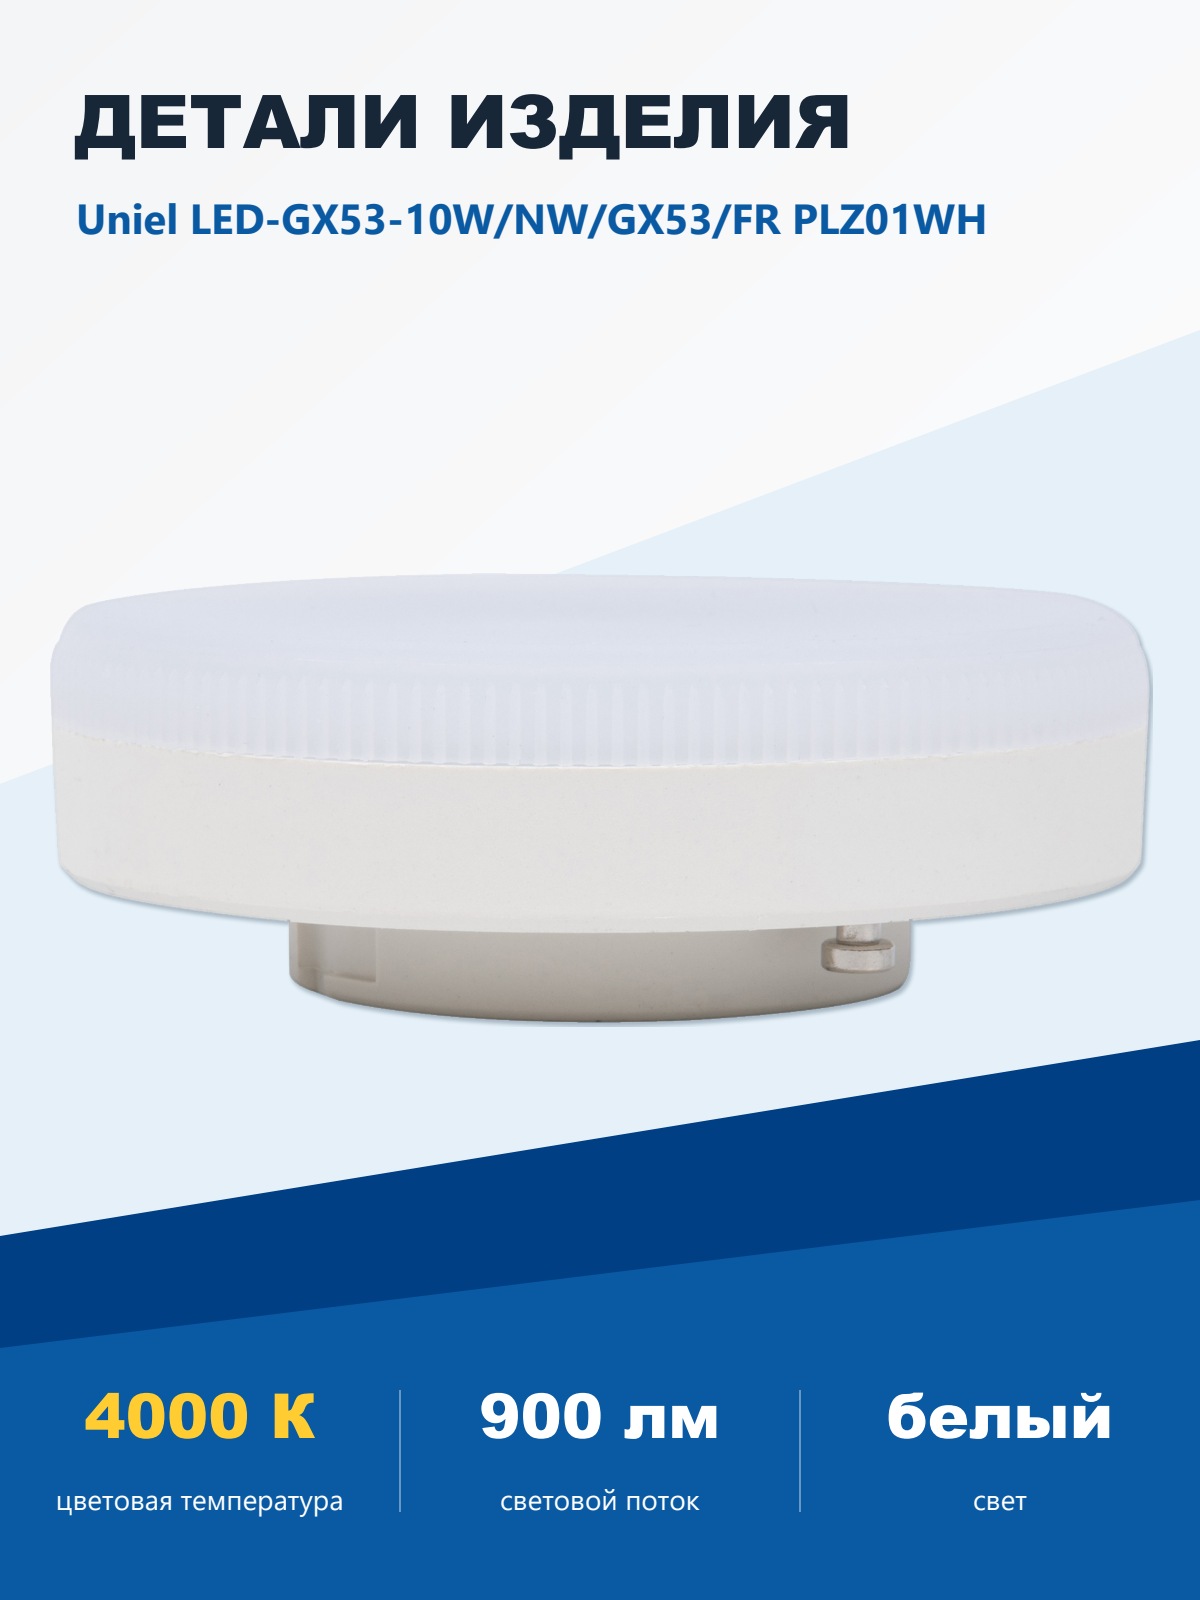 ДЕТАЛИ ИЗДЕЛИЯ
Uniel LED-GX53-10W/NW/GX53/FR PLZ01WH
4000 К
900 лм
белый
цветовая температура
световой поток
свет